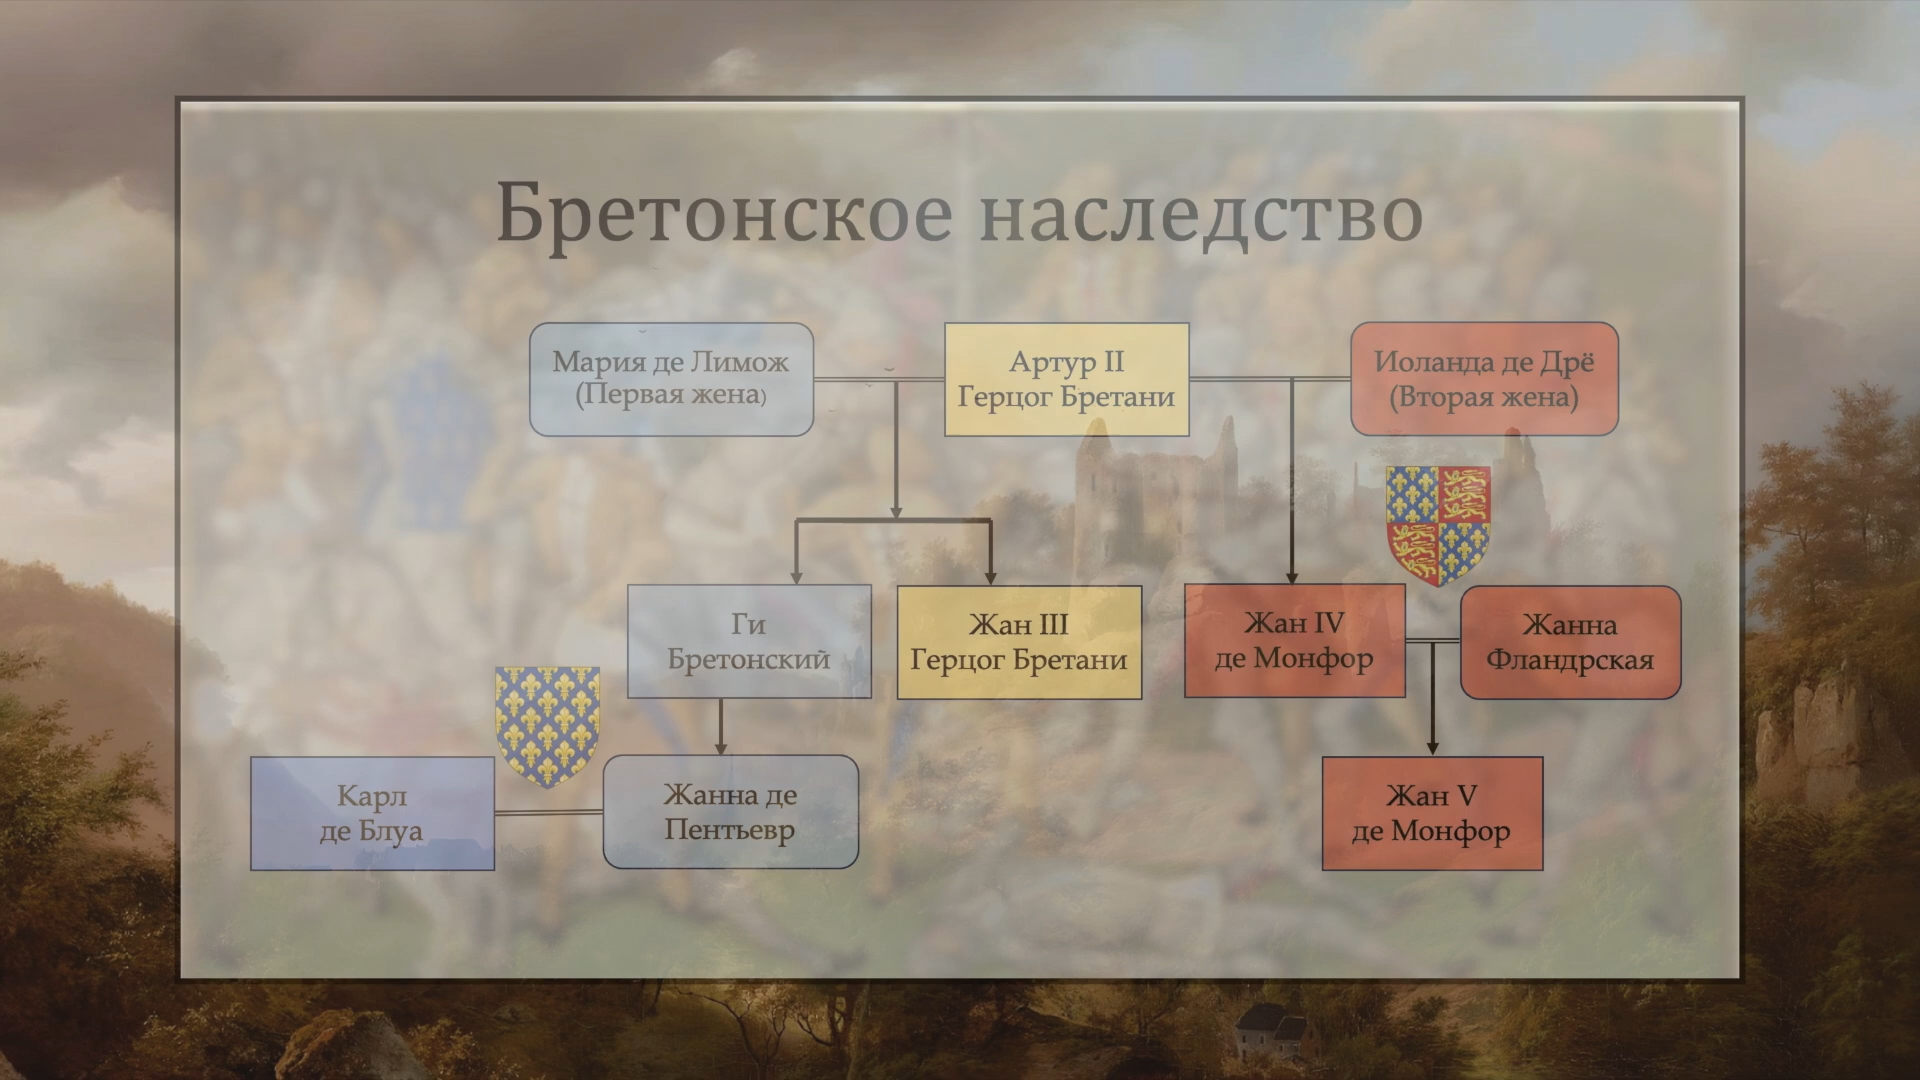 Бретонское наследство
Мария де Лимож
(Первая жена)
Артур II
Герцог Бретани
Иоланда де Дрё
(Вторая жена)
Ги
Бретонский
Жан III
Герцог Бретани
Жан IV
де Монфор
Жанна
Фландрская
Карл
де Блуа
Жанна де
Пентьевр
Жан V
де Монфор